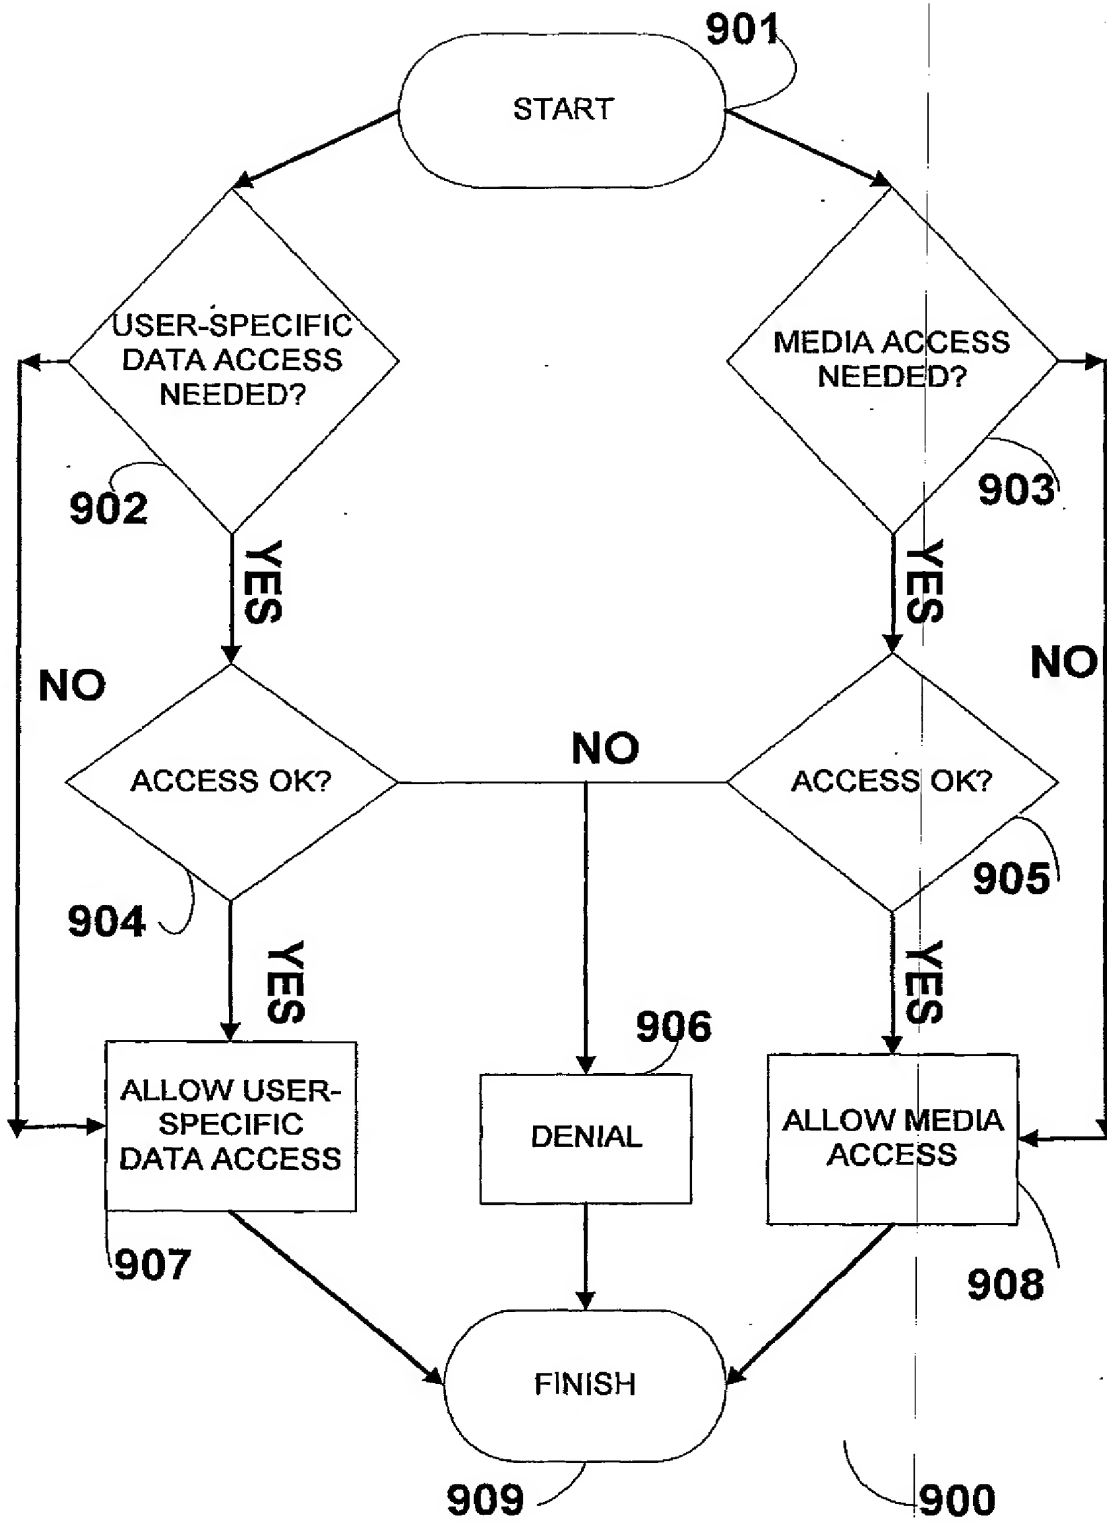 901
START
USER-SPECIFIC
DATA ACCESS
NEEDED?
MEDIA ACCESS
NEEDED?
902
903
YES
YES
NO
NO
ACCESS OK?
NO
ACCESS OK?
904
905
YES
YES
906
ALLOW USER-
SPECIFIC
DATA ACCESS
DENIAL
ALLOW MEDIA
ACCESS
907
908
FINISH
909
900